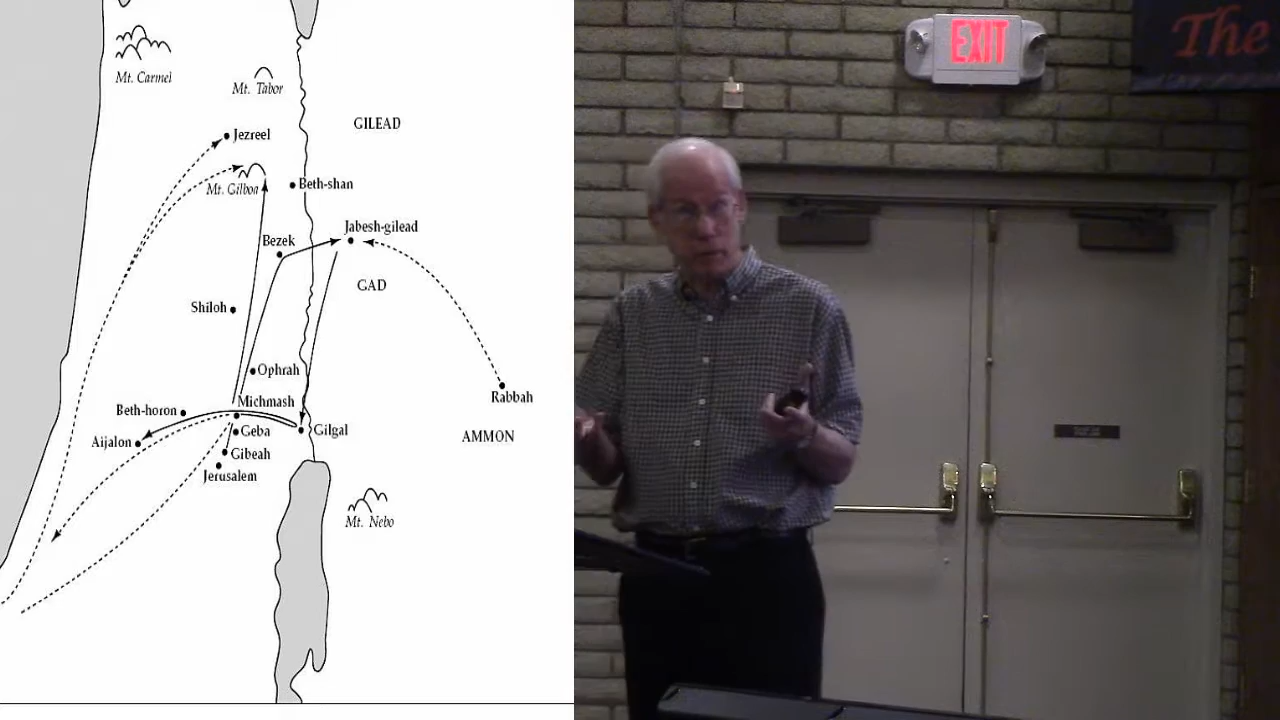 Mt. Carmel
Mt. Tabor
GILEAD
Jezreel
Mt. Gilboa
Beth-shan
Jabesh-gilead
Bezek
GAD
Shiloh
Ophrah
Rabbah
Michmash
Beth-horon
Gilgal
AMMON
Aijalon
Geba
Gibeah
Jerusalem
Mt. Nebo
EXIT
The